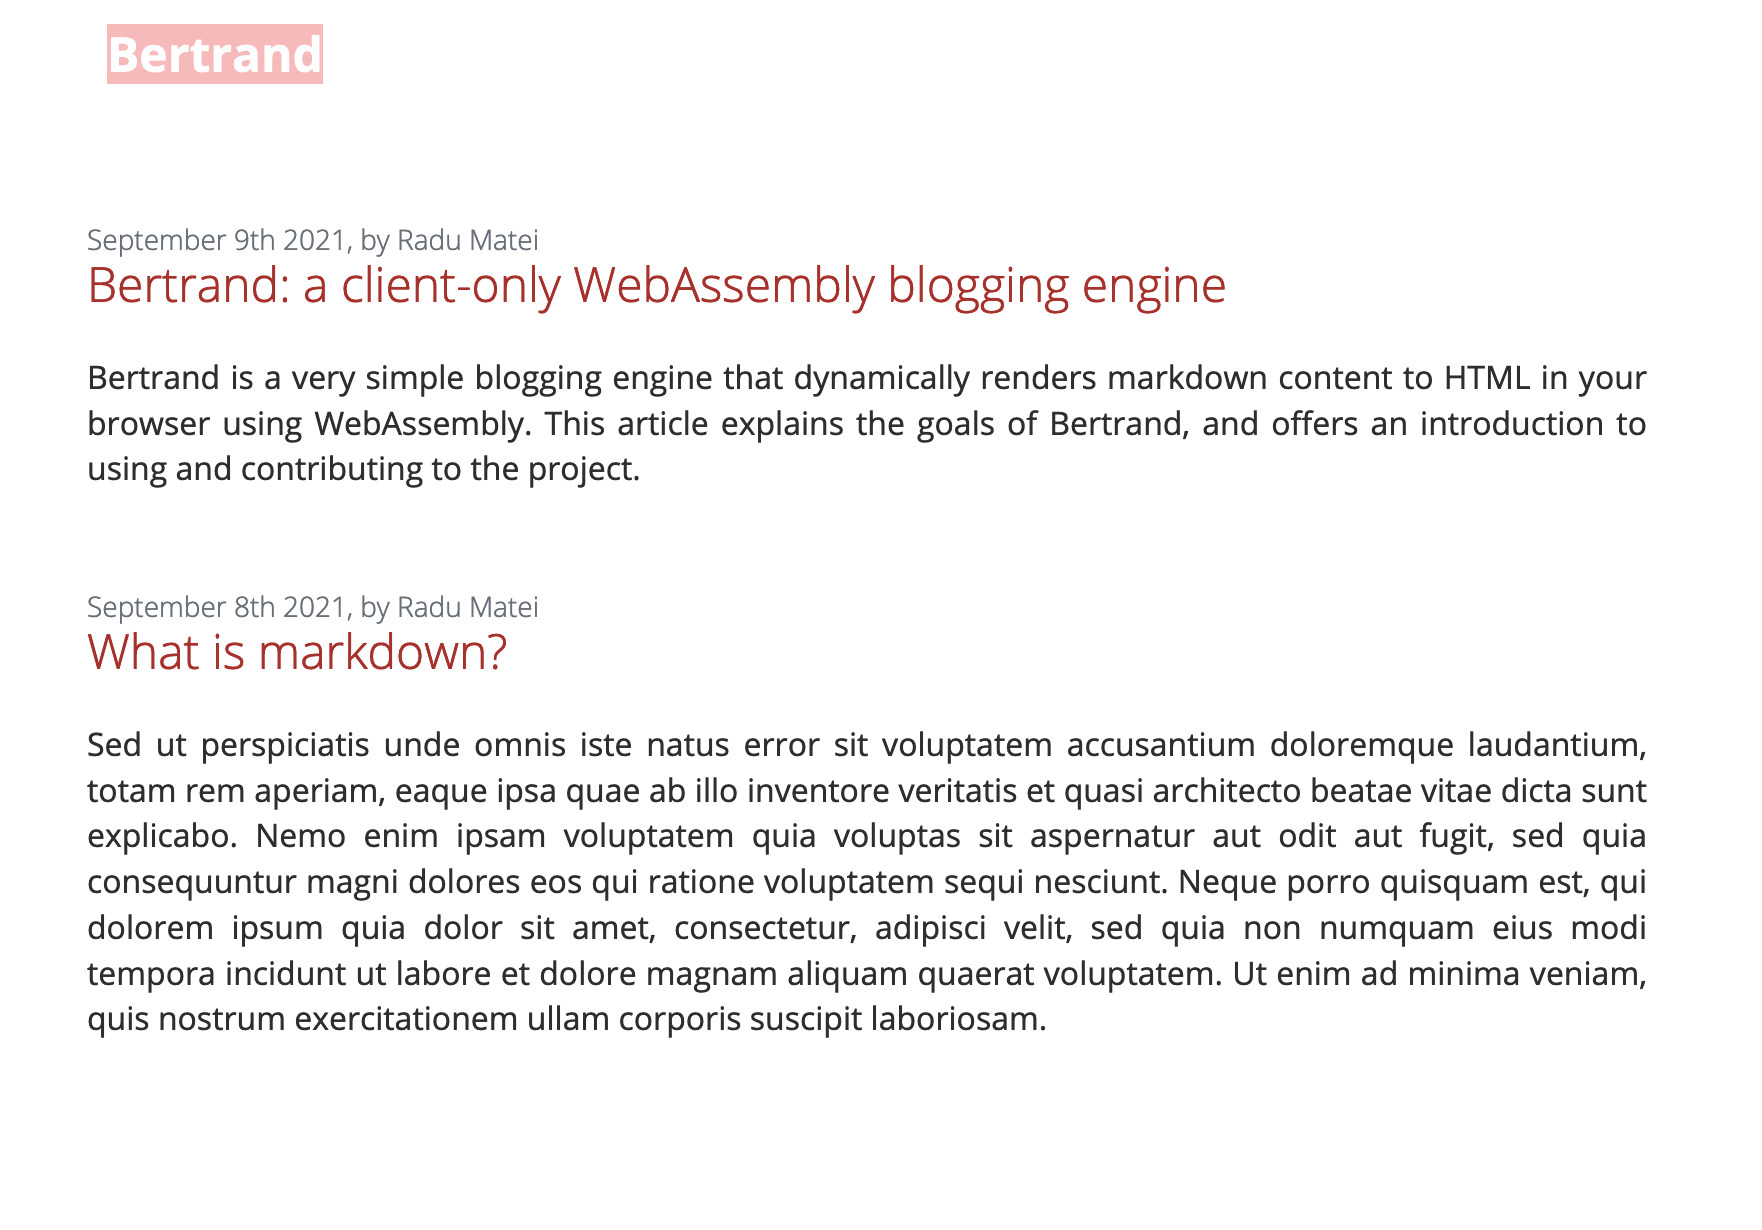 Bertrand
September 9th 2021, by Radu Matei
Bertrand: a client-only WebAssembly blogging engine
Bertrand is a very simple blogging engine that dynamically renders markdown content to HTML in your
browser using WebAssembly. This article explains the goals of Bertrand, and offers an introduction to
using and contributing to the project.
September 8th 2021, by Radu Matei
What is markdown?
Sed ut perspiciatis unde omnis iste natus error sit voluptatem accusantium doloremque laudantium,
totam rem aperiam, eaque ipsa quae ab illo inventore veritatis et quasi architecto beatae vitae dicta sunt
explicabo. Nemo enim ipsam voluptatem quia voluptas sit aspernatur aut odit aut fugit, sed quia
consequuntur magni dolores eos qui ratione voluptatem sequi nesciunt. Neque porro quisquam est, qui
dolorem ipsum quia dolor sit amet, consectetur, adipisci velit, sed quia non numquam eius modi
tempora incidunt ut labore et dolore magnam aliquam quaerat voluptatem. Ut enim ad minima veniam,
quis nostrum exercitationem ullam corporis suscipit laboriosam.